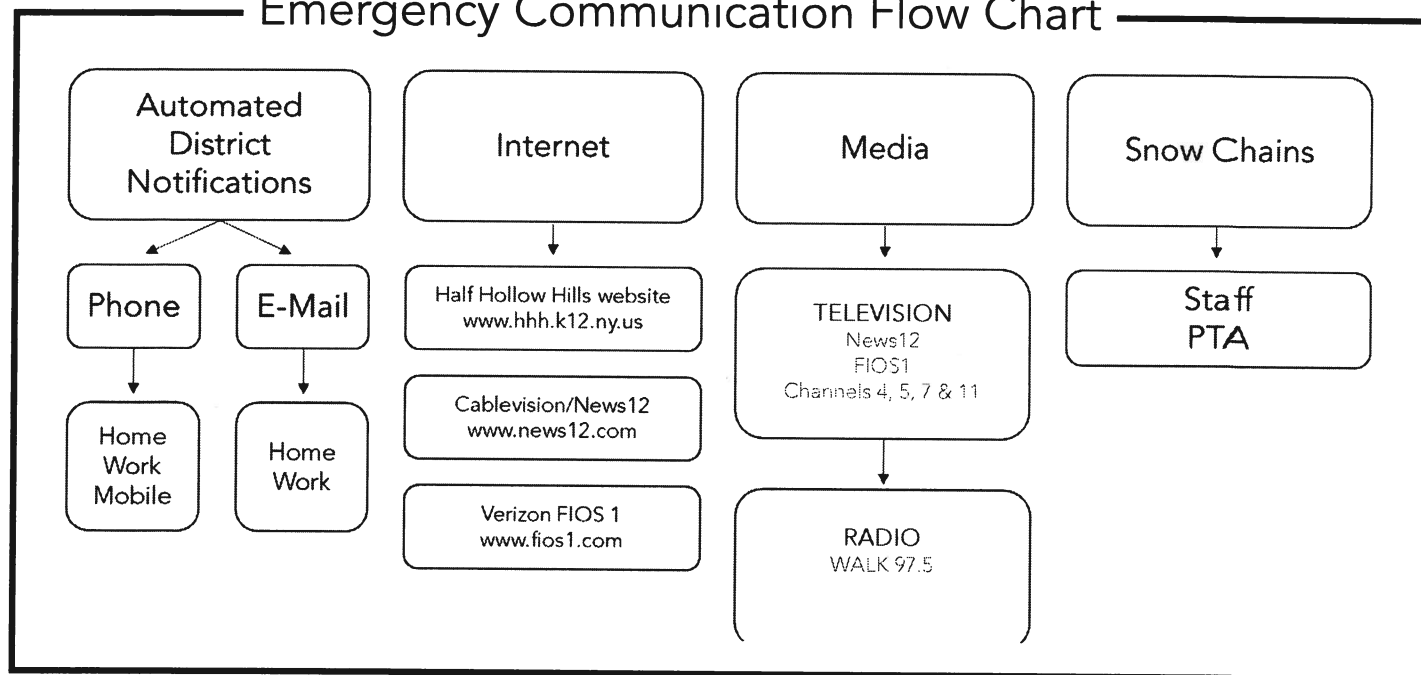 Emergency Communication Flow Chart
Automated
District
Notifications
Phone
E-Mail
Home
Work
Mobile
Home
Work
Internet
Half Hollow Hills website
www.hhh.k12.ny.us
Cablevision/News12
www.news12.com
Verizon FIOS 1
www.fios1.com
Media
TELEVISION
News12
FIOS1
Channels 4, 5, 7 & 11
RADIO
WALK 97.5
Snow Chains
Staff
PTA